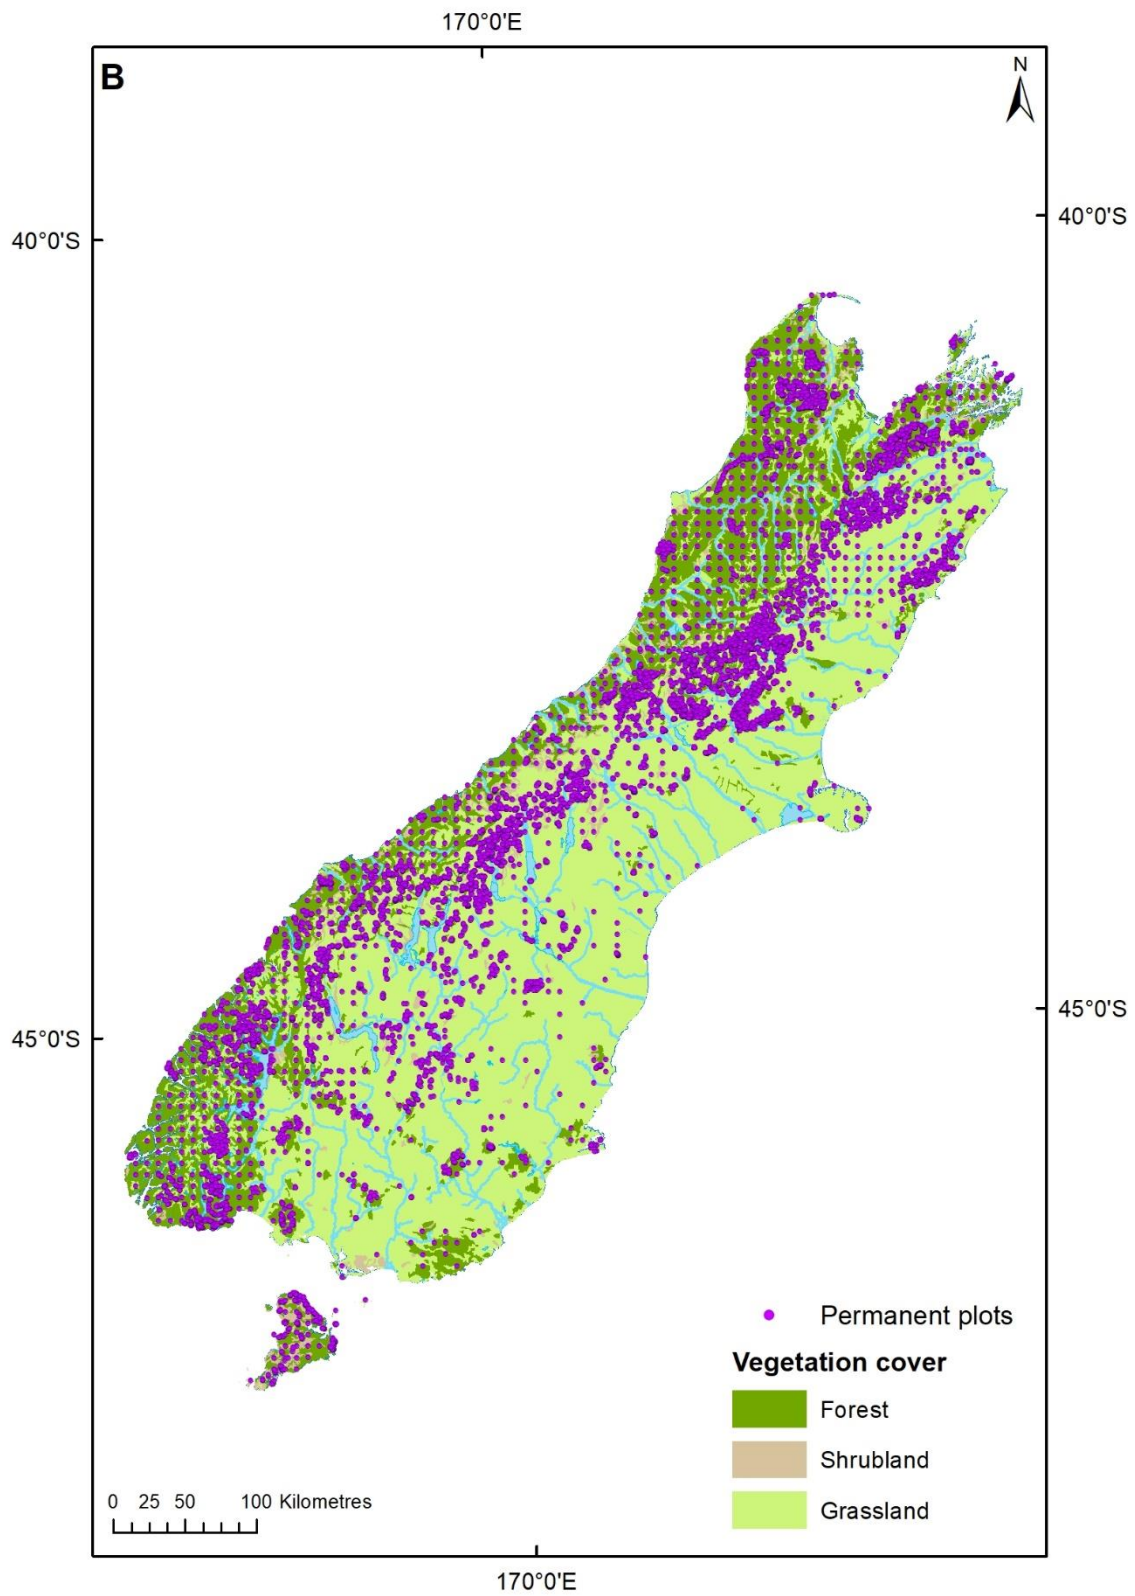 170°0'E
B
N
40°0'S
40°0'S
45°0'S
45°0'S
Permanent plots
Vegetation cover
Forest
Shrubland
Grassland
0 25 50 100 Kilometres
170°0'E